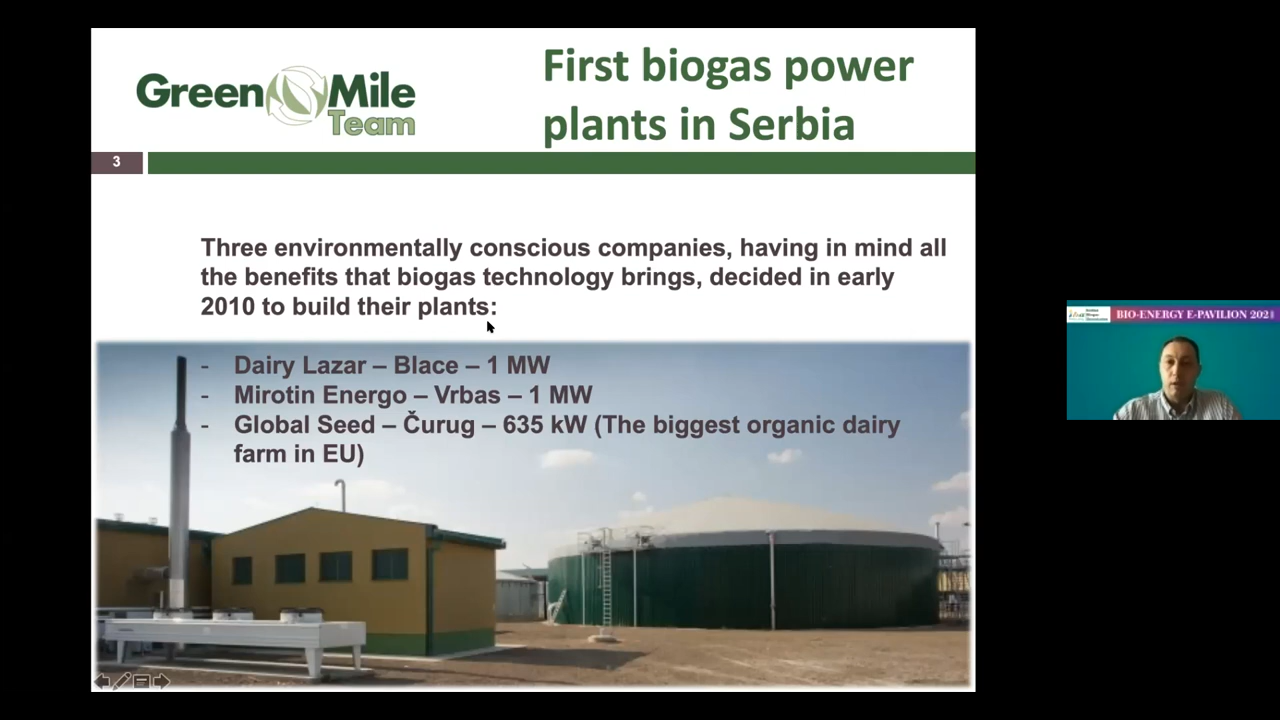 Green Mile
Team
First biogas power
plants in Serbia
3
Three environmentally conscious companies, having in mind all
the benefits that biogas technology brings, decided in early
2010 to build their plants:
- Dairy Lazar – Blace – 1 MW
- Mirotin Energo – Vrbas – 1 MW
- Global Seed – Čurug – 635 kW (The biggest organic dairy
farm in EU)
BIO-ENERGY E-PAVILION 202